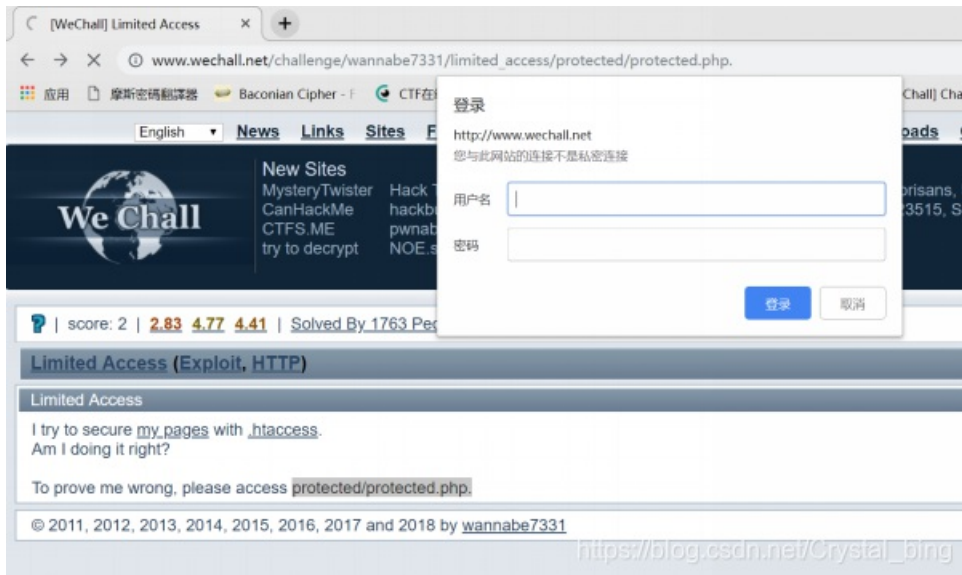 [WeChall] Limited Access
www.wechall.net/challenge/wannabe7331/limited_access/protected/protected.php.
应用 摩斯密碼翻譯器 Baconian Cipher - CTF在 Chall] Cha
登录
http://www.wechall.net
您与此网站的连接不是私密连接
用户名
密码
登录 取消
English News Links Sites F oads
We Chall
New Sites
MysteryTwister Hack orisans,
CanHackMe hackb 3515, S
CTFS.ME pwnab
try to decrypt NOE.s
| score: 2 | 2.83 4.77 4.41 | Solved By 1763 Peo
Limited Access (Exploit, HTTP)
Limited Access
I try to secure my pages with .htaccess.
Am I doing it right?
To prove me wrong, please access protected/protected.php.
© 2011, 2012, 2013, 2014, 2015, 2016, 2017 and 2018 by wannabe7331
https://blog.csdn.net/Crystal_bing